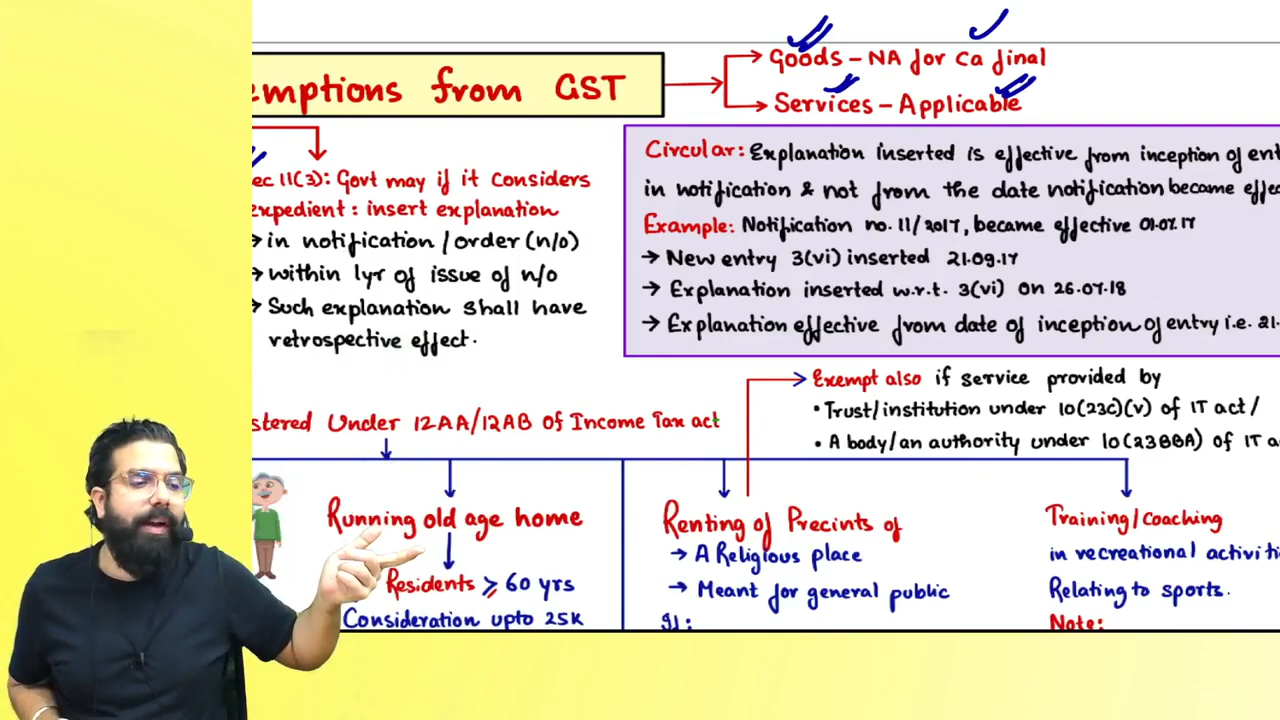 emptions from GST
Goods – NA for Ca final
Services – Applicable
ec 11(3): Govt may if it Considers
expedient: insert explanation
→ in notification / order (n/o)
→ within 1yr of issue of n/o
→ Such explanation shall have
retrospective effect.
Circular: Explanation inserted is effective from inception of ent
in notification & not from the date notification became effec
Example: Notification no. 11/2017, became effective 01.07.17
→ New entry 3(vi) inserted 21.09.17
→ Explanation inserted w.r.t. 3(vi) on 26.07.18
→ Explanation effective from date of inception of entry i.e. 21.
stered Under 12AA/12AB Of Income Tax act
Exempt also if service provided by
• Trust/institution under 10(23C)(v) of IT act /
• A body/an authority under 10(23BBA) of IT a
Running old age home
Residents ≥ 60 yrs
Consideration upto 25K
Renting of Precints of
→ A Religious place
→ Meant for general public
If:
Training/Coaching
in recreational activiti
Relating to sports.
Note: